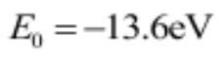 E₀ = −13.6eV